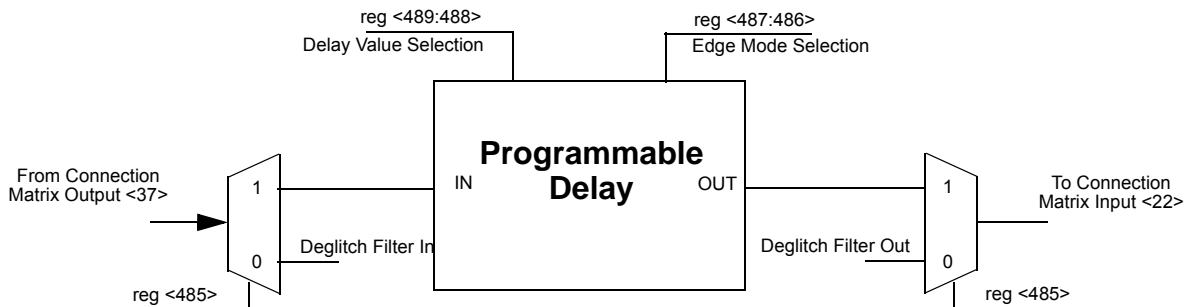 reg <489:488>
Delay Value Selection
reg <487:486>
Edge Mode Selection
Programmable
Delay
IN
OUT
From Connection
Matrix Output <37>
1
0
Deglitch Filter In
reg <485>
Deglitch Filter Out
1
0
To Connection
Matrix Input <22>
reg <485>